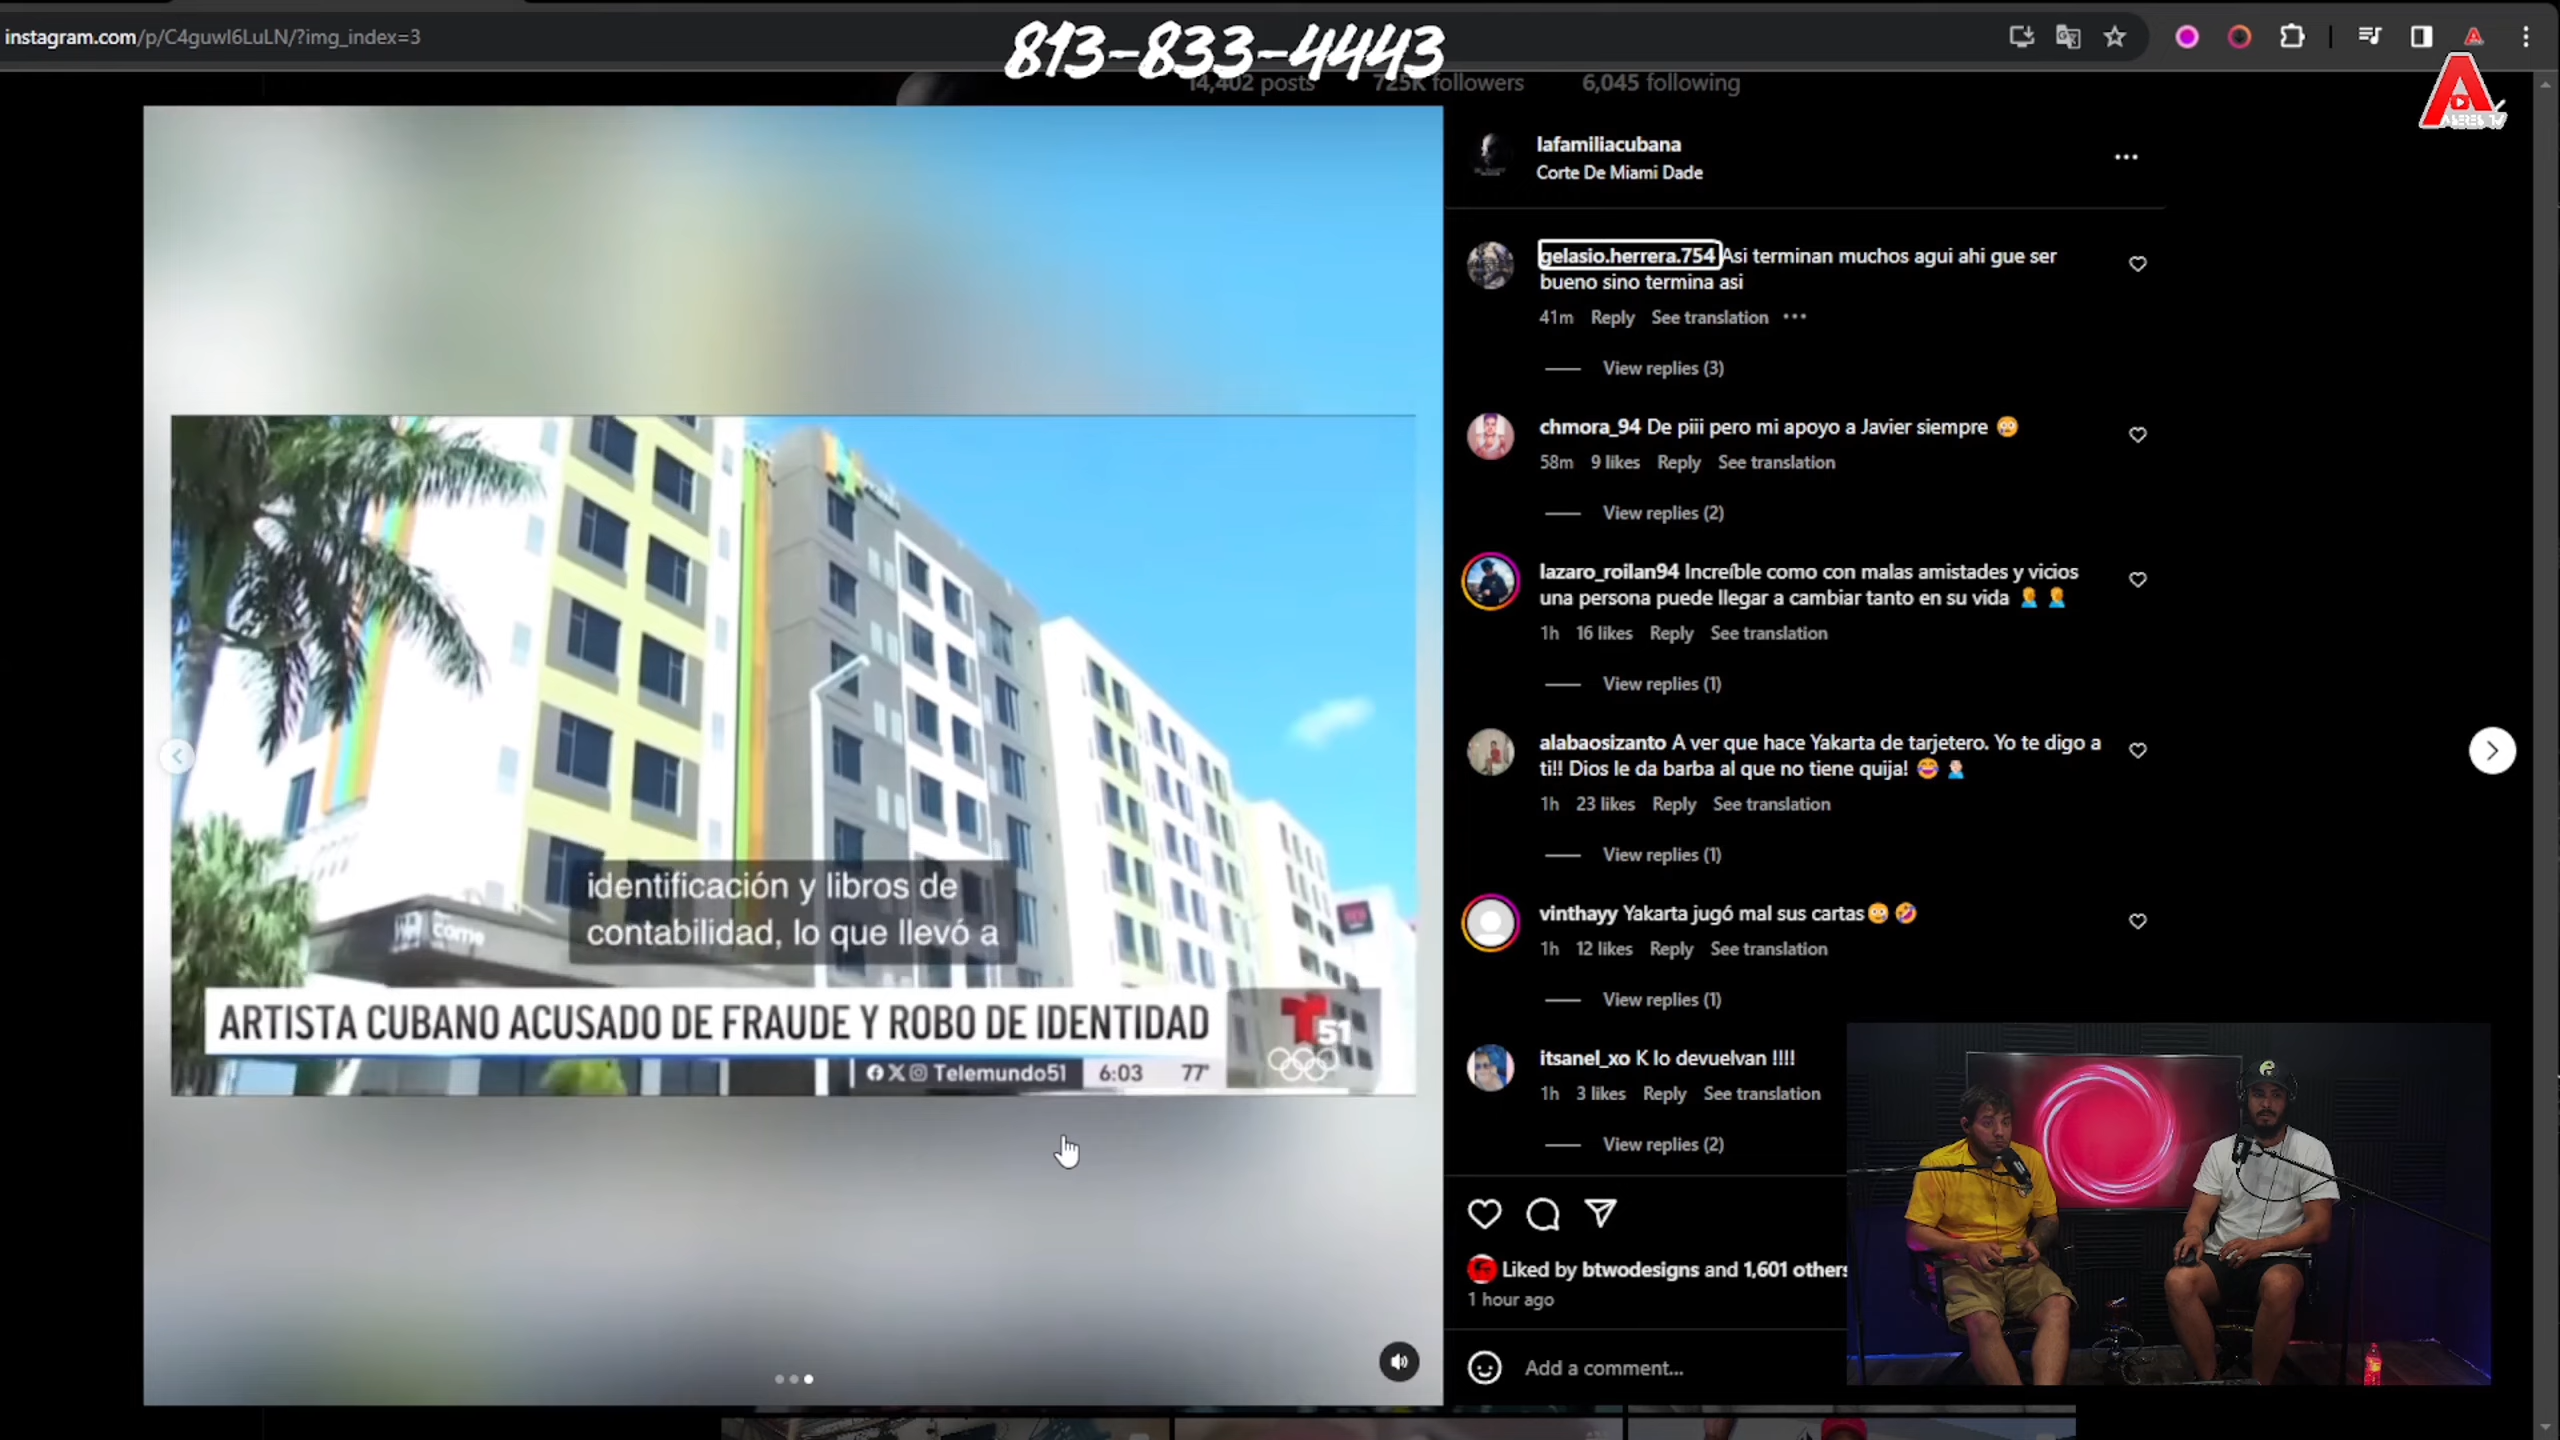 instagram.com/p/C4guwI6LuLN/?img_index=3
813-833-4443
14,402 posts 725K followers 6,045 following
lafamiliacubana
Corte De Miami Dade
gelasio.herrera.754 Asi terminan muchos agui ahi gue ser
bueno sino termina asi
41m Reply See translation
View replies (3)
chmora_94 De piii pero mi apoyo a Javier siempre 😳
58m 9 likes Reply See translation
View replies (2)
lazaro_roilan94 Increíble como con malas amistades y vicios
una persona puede llegar a cambiar tanto en su vida
1h 16 likes Reply See translation
View replies (1)
alabaosizanto A ver que hace Yakarta de tarjetero. Yo te digo a
ti!! Dios le da barba al que no tiene quija! 😂
1h 23 likes Reply See translation
View replies (1)
vinthayy Yakarta jugó mal sus cartas😳 🤣
1h 12 likes Reply See translation
View replies (1)
itsanel_xo K lo devuelvan !!!!
1h 3 likes Reply See translation
View replies (2)
Liked by btwodesigns and 1,601 others
1 hour ago
Add a comment...
identificación y libros de
contabilidad, lo que llevó a
ARTISTA CUBANO ACUSADO DE FRAUDE Y ROBO DE IDENTIDAD
51
Telemundo51 6:03 77°